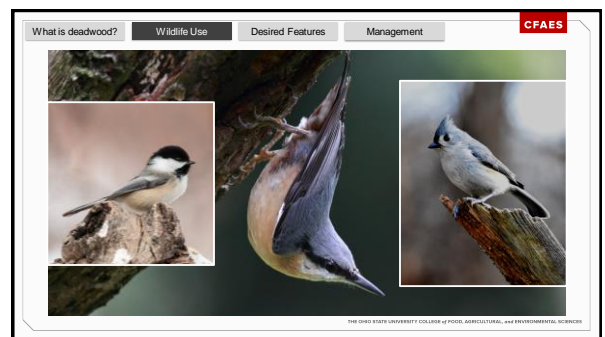 What is deadwood?
Wildlife Use
Desired Features
Management
CFAES
THE OHIO STATE UNIVERSITY COLLEGE of FOOD, AGRICULTURAL, and ENVIRONMENTAL SCIENCES